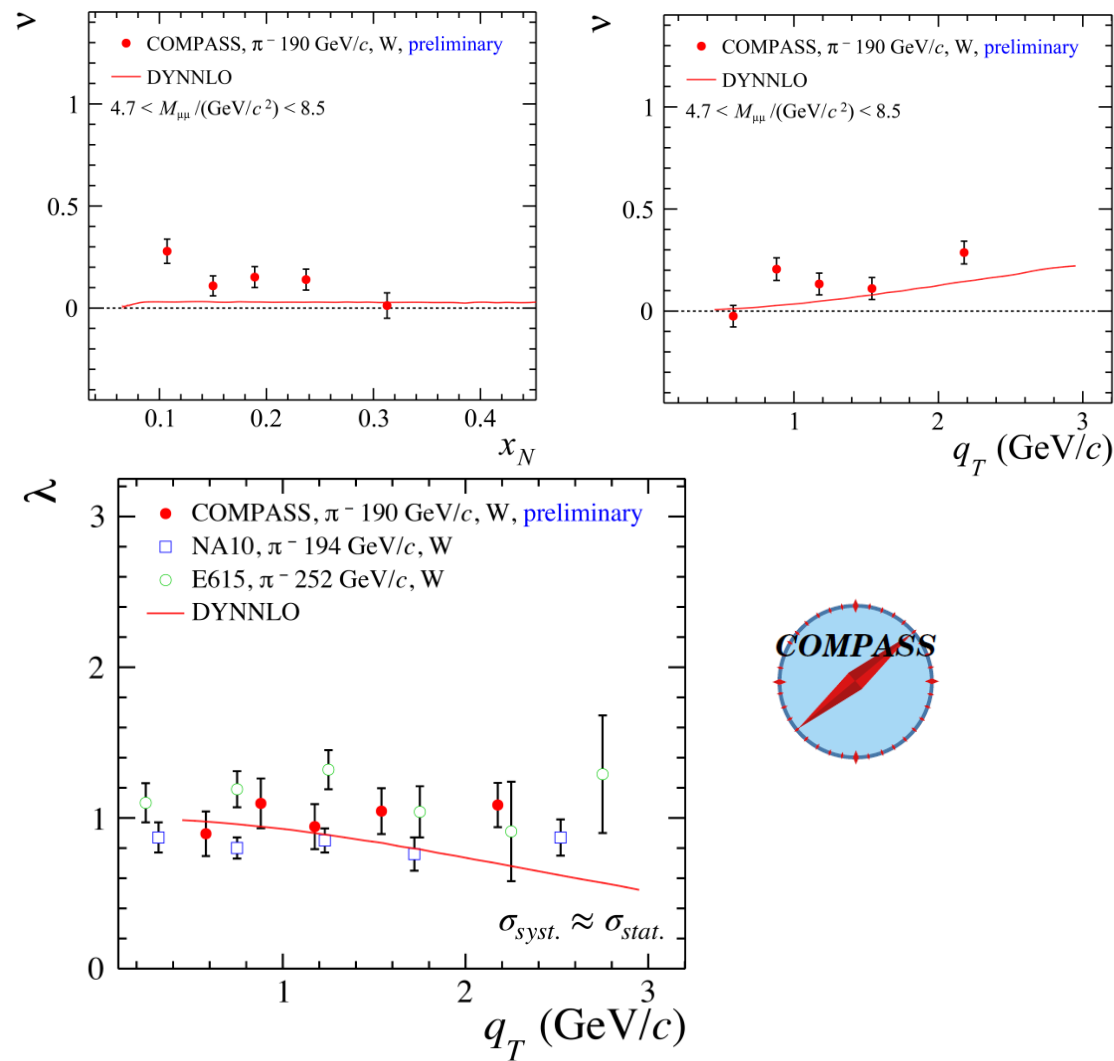 ν
COMPASS, π⁻ 190 GeV/c, W, preliminary
DYNNLO
4.7 < M_μμ /(GeV/c²) < 8.5
1
0.5
0
0.1 0.2 0.3 0.4
x_N
ν
COMPASS, π⁻ 190 GeV/c, W, preliminary
DYNNLO
4.7 < M_μμ /(GeV/c²) < 8.5
1
0.5
0
1 2 3
q_T (GeV/c)
λ
COMPASS, π⁻ 190 GeV/c, W, preliminary
NA10, π⁻ 194 GeV/c, W
E615, π⁻ 252 GeV/c, W
DYNNLO
3
2
1
0
σ_syst. ≈ σ_stat.
1 2 3
q_T (GeV/c)
COMPASS